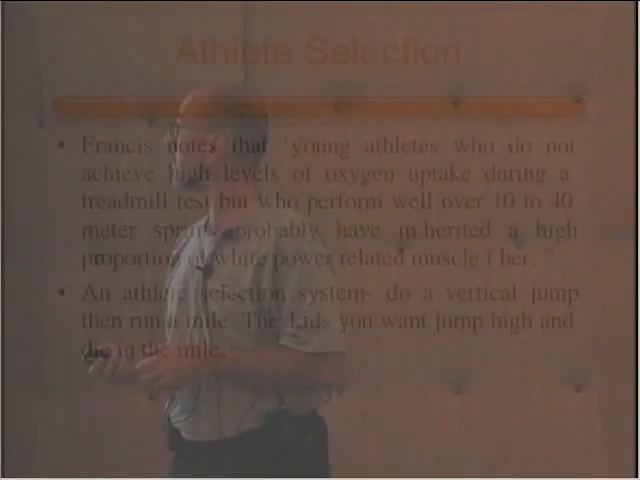 Athlete Selection
• Francis notes that 'young athletes who do not
achieve high levels of oxygen uptake during a
treadmill test but who perform well over 10 to 40
meter sprints probably have inherited a high
proportion of white power related muscle fiber. "
• An athlete selection system- do a vertical jump
then run a mile. The kids you want jump high and
die in the mile.